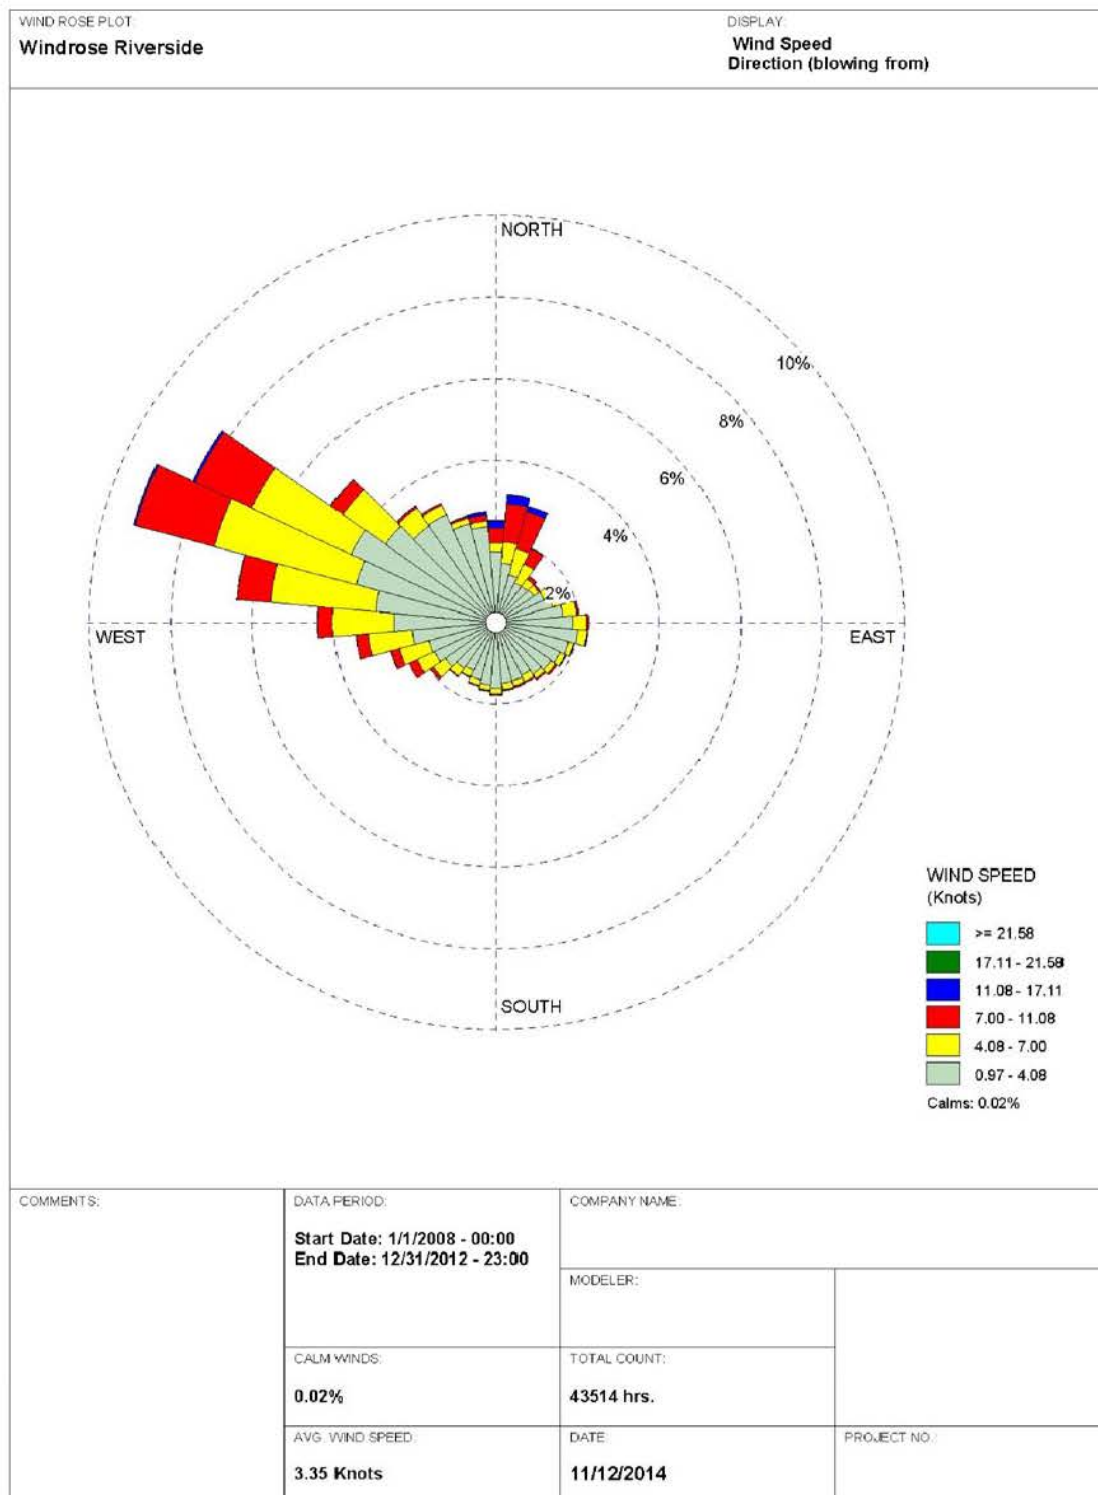 WIND ROSE PLOT:
Windrose Riverside
DISPLAY:
Wind Speed
Direction (blowing from)
NORTH
10%
8%
6%
4%
2%
WEST
EAST
SOUTH
WIND SPEED
(Knots)
>= 21.58
17.11 - 21.58
11.08 - 17.11
7.00 - 11.08
4.08 - 7.00
0.97 - 4.08
Calms: 0.02%
COMMENTS:
DATA PERIOD:
Start Date: 1/1/2008 - 00:00
End Date: 12/31/2012 - 23:00
COMPANY NAME:
MODELER:
CALM WINDS:
0.02%
TOTAL COUNT:
43514 hrs.
AVG. WIND SPEED:
3.35 Knots
DATE:
11/12/2014
PROJECT NO.: